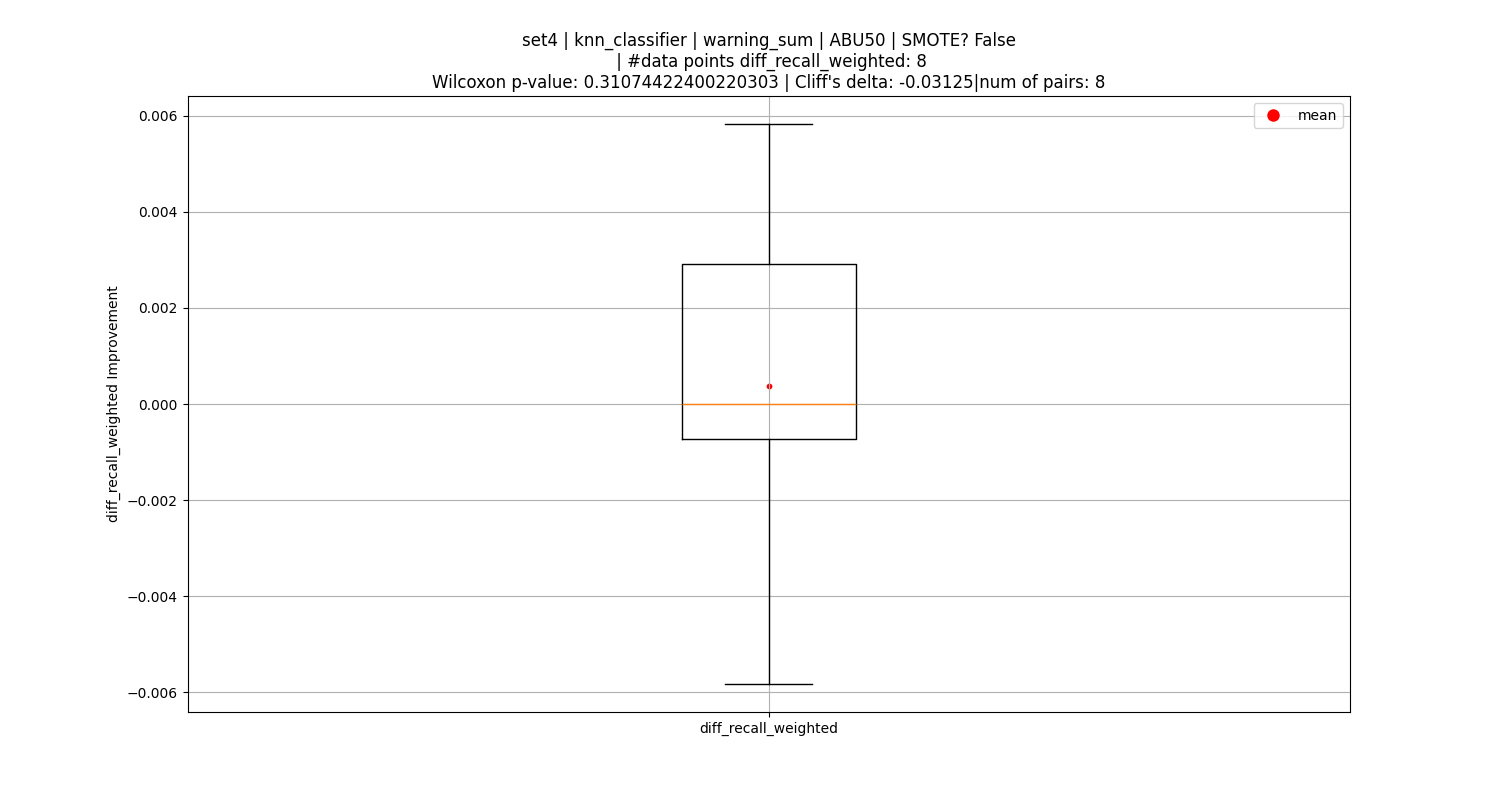 set4 | knn_classifier | warning_sum | ABU50 | SMOTE? False
| #data points diff_recall_weighted: 8
Wilcoxon p-value: 0.31074422400220303 | Cliff's delta: -0.03125|num of pairs: 8
mean
0.006
0.004
0.002
0.000
−0.002
−0.004
−0.006
diff_recall_weighted Improvement
diff_recall_weighted